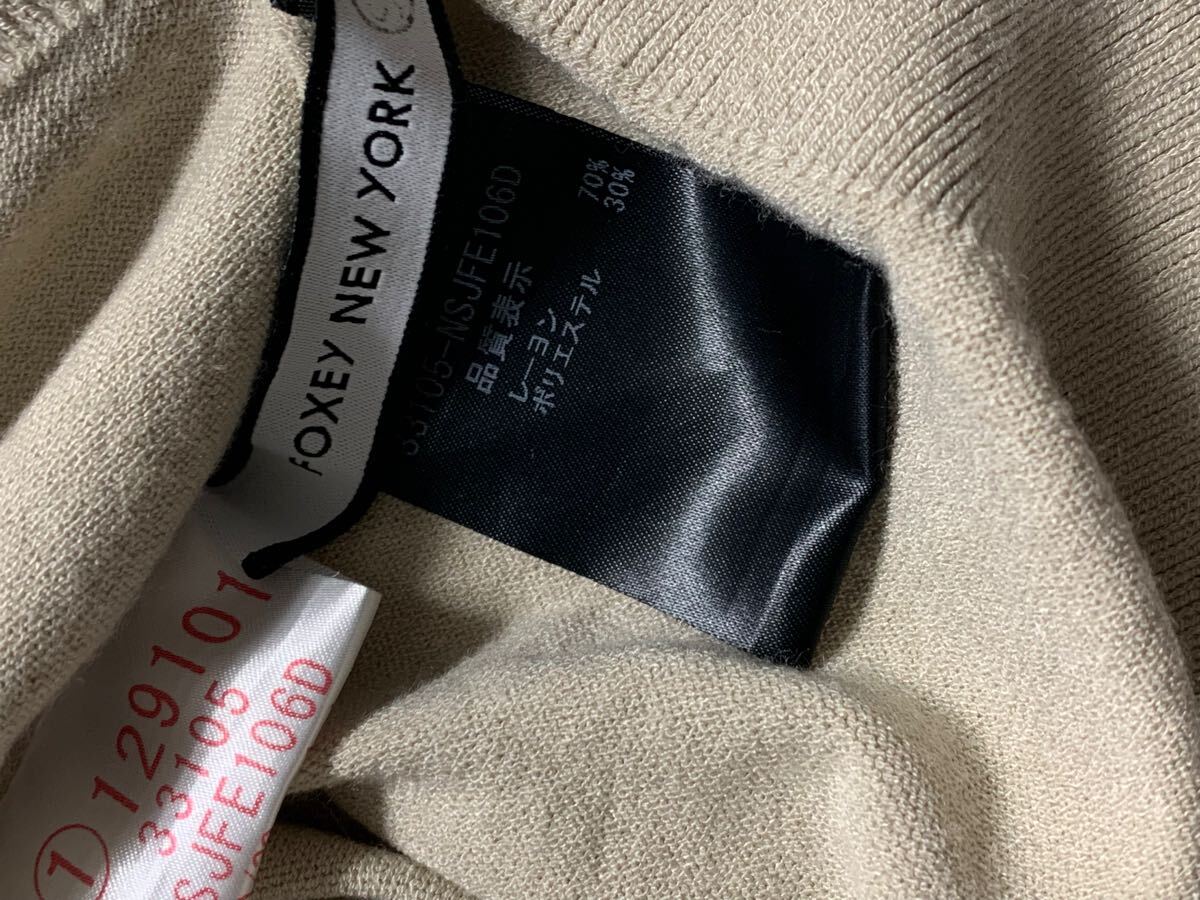 FOXEY NEW YORK
33105-NSJFE106D
品質表示
レーヨン 70%
ポリエステル 30%
① 129101
33105
SJFE106D